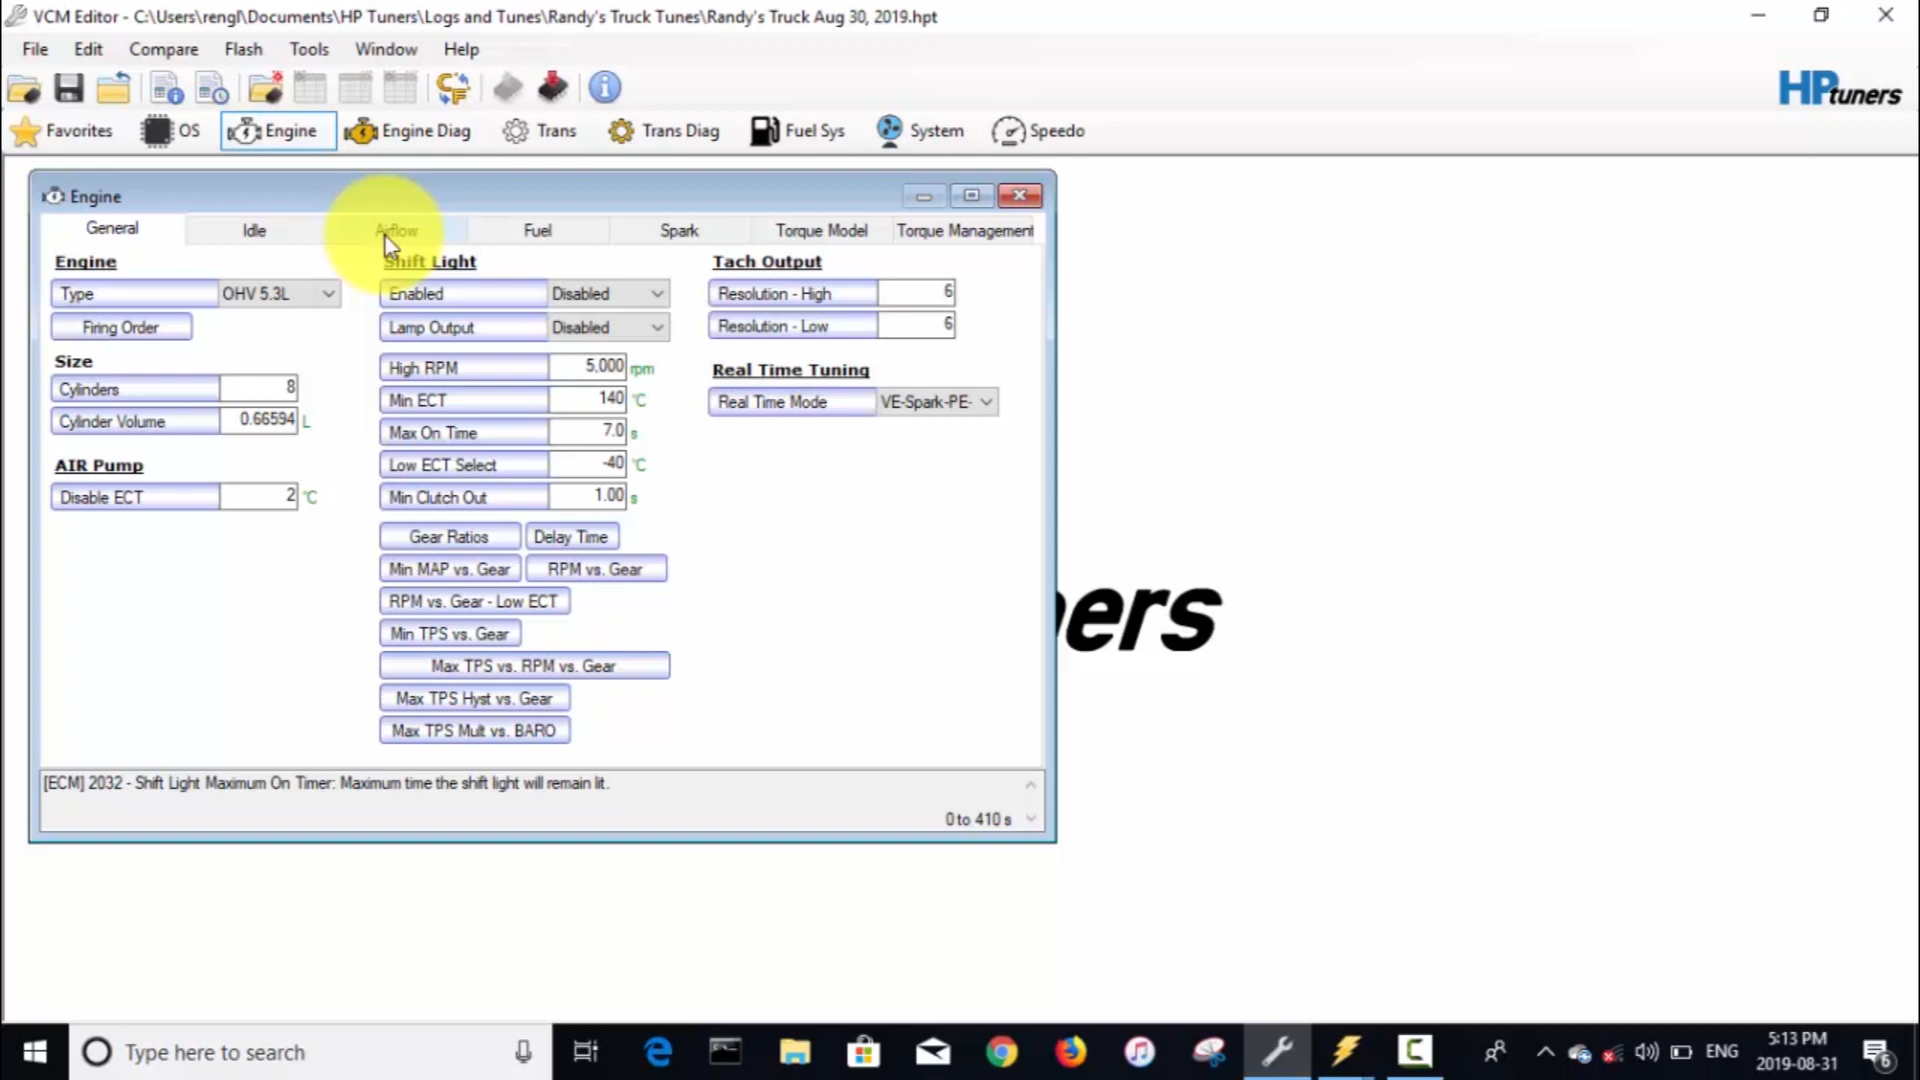 VCM Editor - C:\Users\rengl\Documents\HP Tuners\Logs and Tunes\Randy's Truck Tunes\Randy's Truck Aug 30, 2019.hpt
File Edit Compare Flash Tools Window Help
HP tuners
Favorites OS Engine Engine Diag Trans Trans Diag Fuel Sys System Speedo
Engine
General Idle Airflow Fuel Spark Torque Model Torque Management
Engine Shift Light Tach Output
Type OHV 5.3L Enabled Disabled Resolution - High 6
Firing Order Lamp Output Disabled Resolution - Low 6
Size High RPM 5,000 rpm Real Time Tuning
Cylinders 8 Min ECT 140 °C Real Time Mode VE-Spark-PE-
Cylinder Volume 0.66594 L Max On Time 7.0 s
AIR Pump Low ECT Select -40 °C
Disable ECT 2 °C Min Clutch Out 1.00 s
Gear Ratios Delay Time
Min MAP vs. Gear RPM vs. Gear
RPM vs. Gear - Low ECT
ners
Min TPS vs. Gear
Max TPS vs. RPM vs. Gear
Max TPS Hyst vs. Gear
Max TPS Mult vs. BARO
[ECM] 2032 - Shift Light Maximum On Timer: Maximum time the shift light will remain lit.
0 to 410 s
Type here to search ENG 5:13 PM
2019-08-31 6